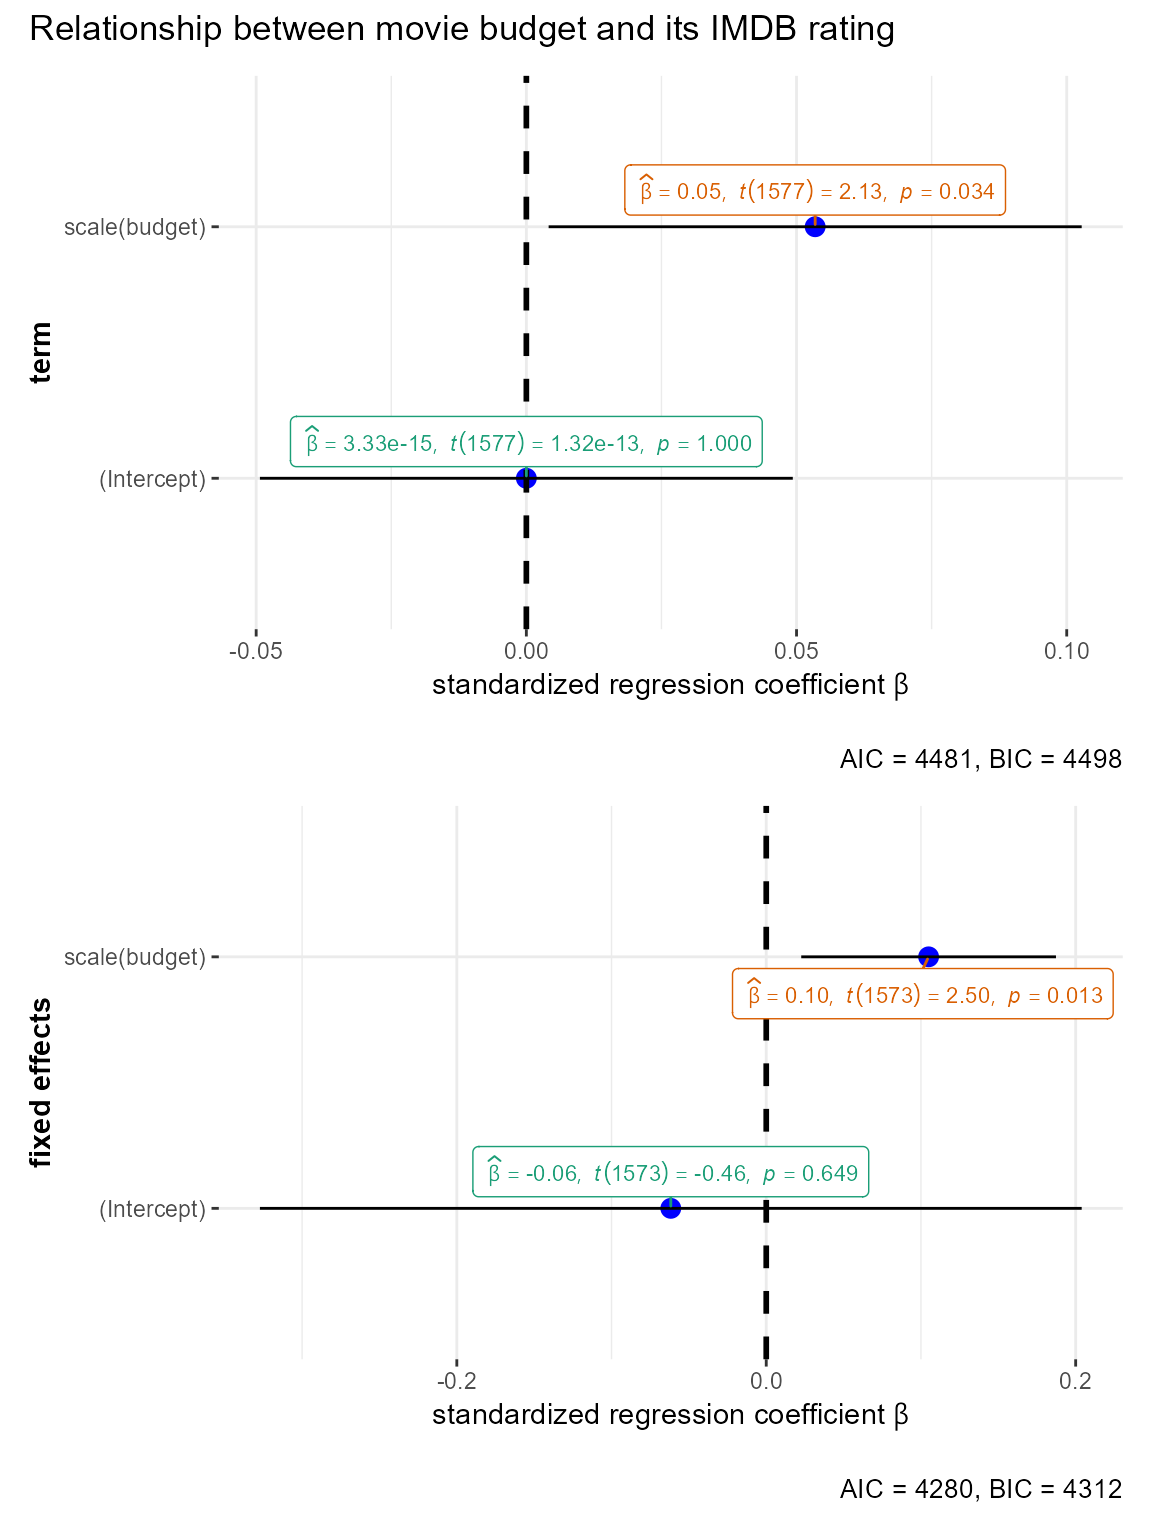 Relationship between movie budget and its IMDB rating
term
scale(budget)
β̂ = 0.05, t(1577) = 2.13, p = 0.034
(Intercept)
β̂ = 3.33e-15, t(1577) = 1.32e-13, p = 1.000
-0.05 0.00 0.05 0.10
standardized regression coefficient β
AIC = 4481, BIC = 4498
fixed effects
scale(budget)
β̂ = 0.10, t(1573) = 2.50, p = 0.013
(Intercept)
β̂ = -0.06, t(1573) = -0.46, p = 0.649
-0.2 0.0 0.2
standardized regression coefficient β
AIC = 4280, BIC = 4312